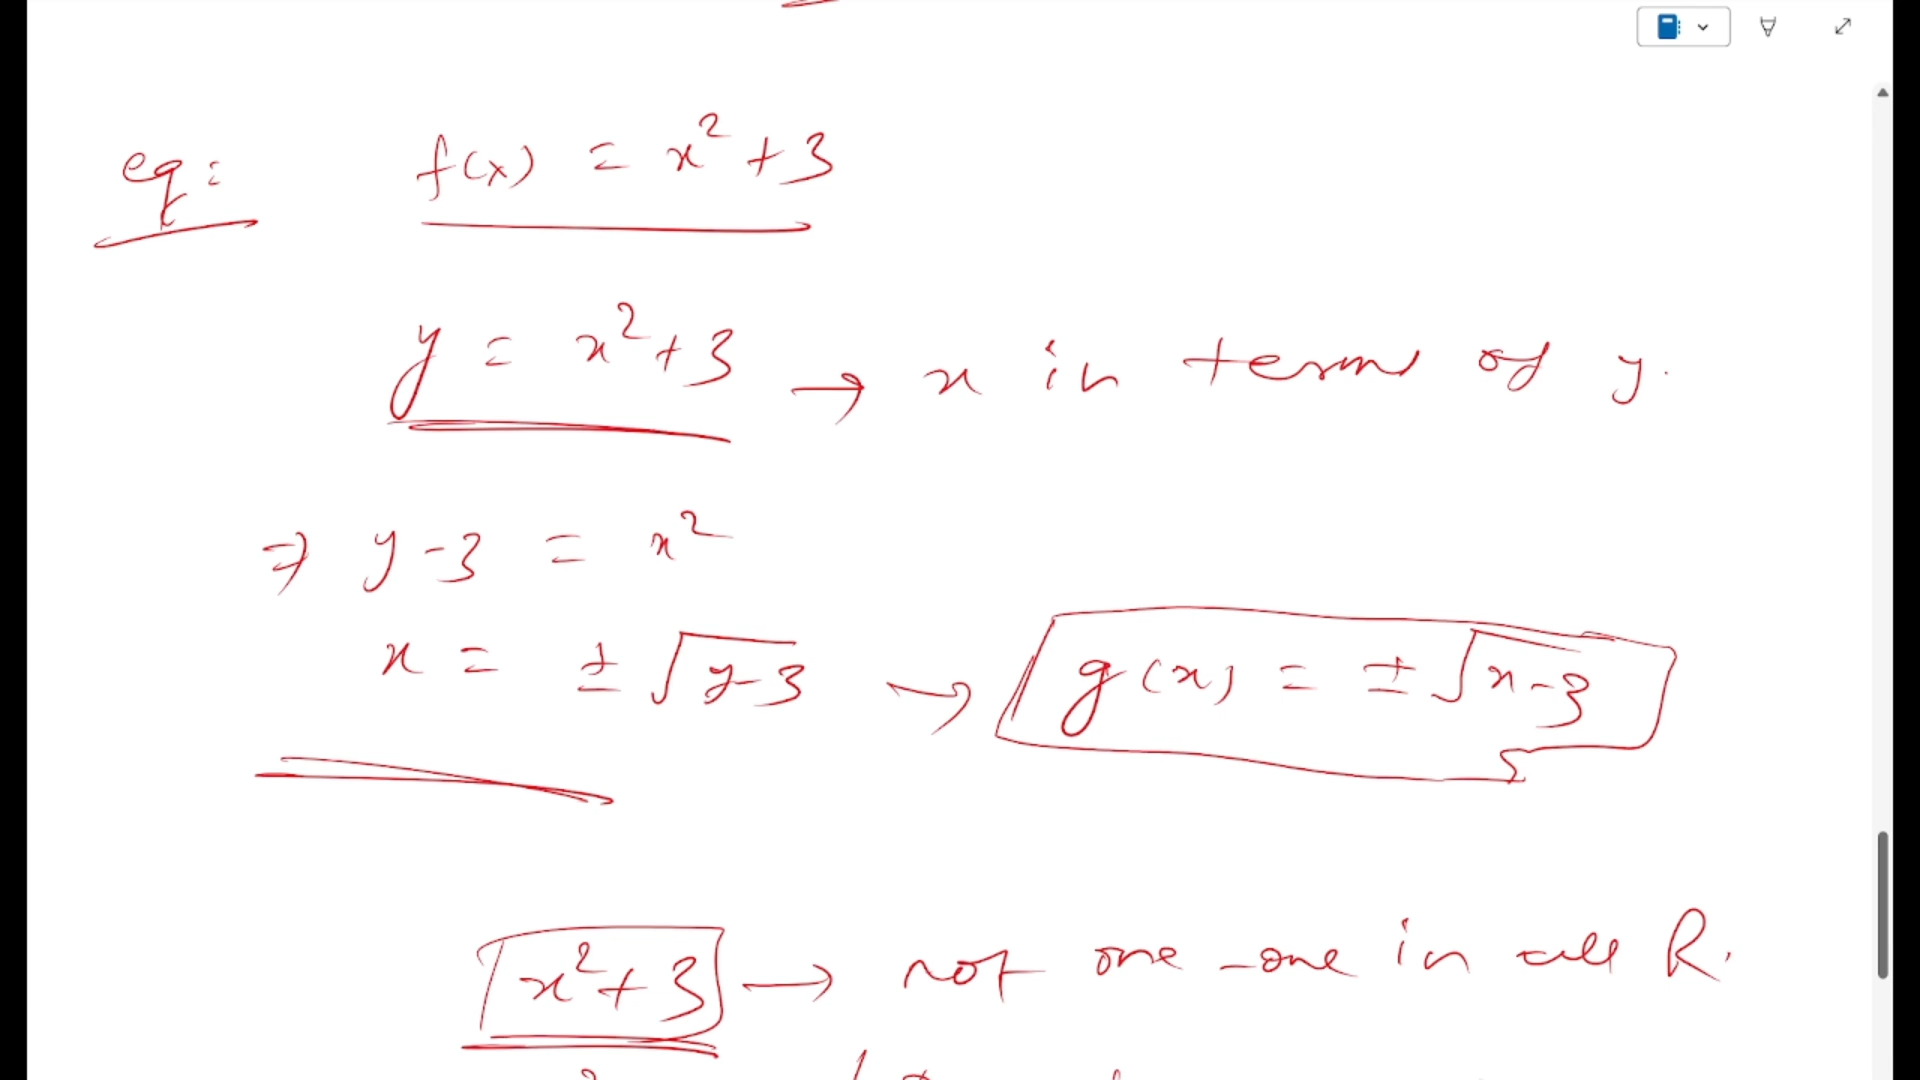 eg: f(x) = x² + 3
y = x² + 3 → x in terms of y.
⇒ y - 3 = x²
x = ± √y-3 → g(x) = ± √x-3
x² + 3 → not one-one in all R.